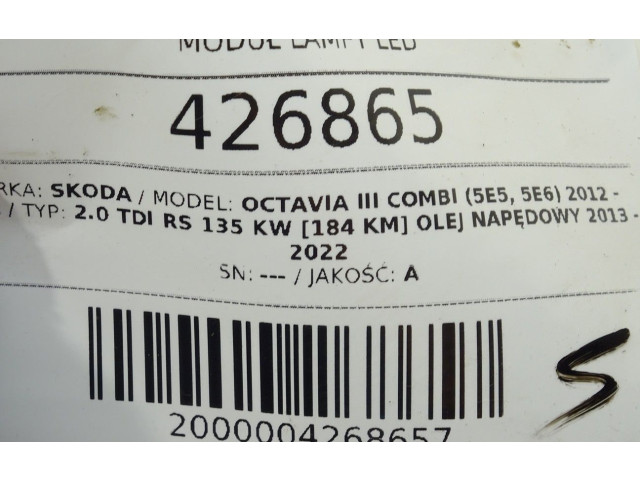 MODUŁ LAMPY LED
426865
RKA: SKODA / MODEL: OCTAVIA III COMBI (5E5, 5E6) 2012 -
/ TYP: 2.0 TDI RS 135 KW [184 KM] OLEJ NAPĘDOWY 2013 -
2022
SN: --- / JAKOŚĆ: A
2000004268657
S